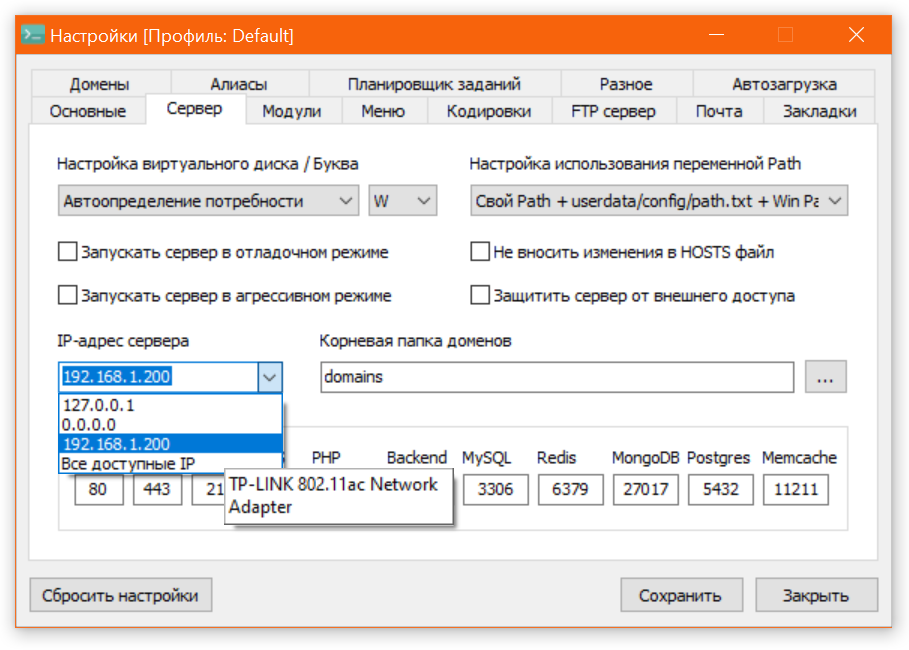 Настройки [Профиль: Default]
Домены Алиасы Планировщик заданий Разное Автозагрузка
Основные Сервер Модули Меню Кодировки FTP сервер Почта Закладки
Настройка виртуального диска / Буква Настройка использования переменной Path
Автоопределение потребности W Свой Path + userdata/config/path.txt + Win Pa
Запускать сервер в отладочном режиме Не вносить изменения в HOSTS файл
Запускать сервер в агрессивном режиме Защитить сервер от внешнего доступа
IP-адрес сервера Корневая папка доменов
192.168.1.200 domains ...
127.0.0.1
0.0.0.0
192.168.1.200
Все доступные IP
PHP Backend MySQL Redis MongoDB Postgres Memcache
80 443 21 3306 6379 27017 5432 11211
TP-LINK 802.11ac Network
Adapter
Сбросить настройки Сохранить Закрыть